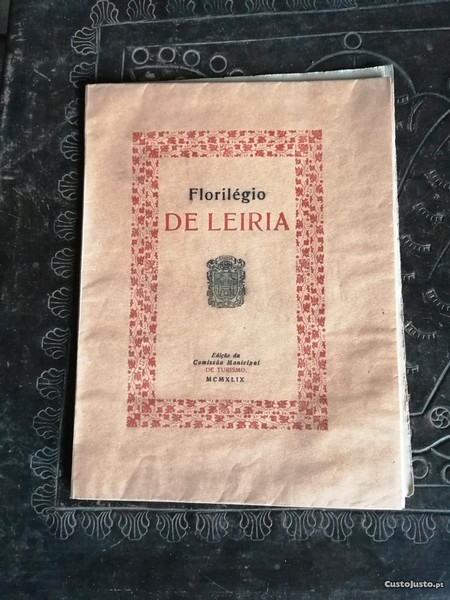 Florilégio
DE LEIRIA
Edição da
Comissão Municipal
DE TURISMO.
MCMXLIX
CustoJusto.pt